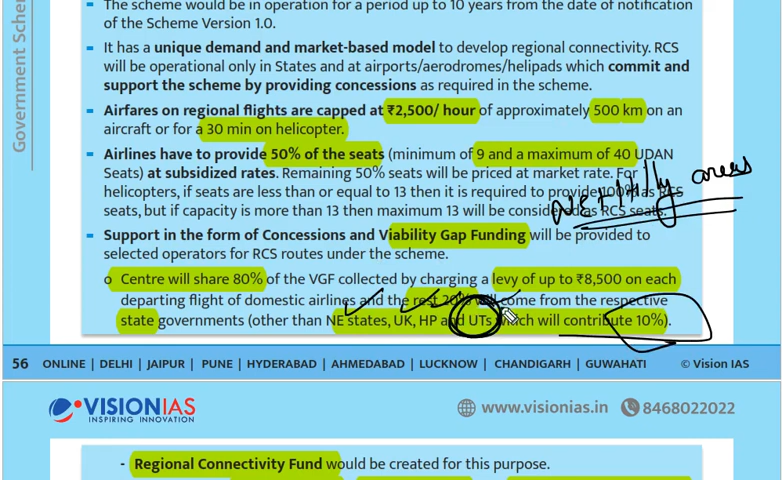 The scheme would be in operation for a period up to 10 years from the date of notification
of the Scheme Version 1.0.
It has a unique demand and market-based model to develop regional connectivity. RCS
will be operational only in States and at airports/aerodromes/helipads which commit and
support the scheme by providing concessions as required in the scheme.
Airfares on regional flights are capped at ₹2,500/ hour of approximately 500 km on an
aircraft or for a 30 min on helicopter.
Airlines have to provide 50% of the seats (minimum of 9 and a maximum of 40 UDAN
Seats) at subsidized rates. Remaining 50% seats will be priced at market rate. For
helicopters, if seats are less than or equal to 13 then it is required to provide 100% as RCS
seats, but if capacity is more than 13 then maximum 13 will be considered as RCS seats.
areas
Support in the form of Concessions and Viability Gap Funding will be provided to
selected operators for RCS routes under the scheme.
o Centre will share 80% of the VGF collected by charging a levy of up to ₹8,500 on each
departing flight of domestic airlines and the rest 20% will come from the respective
state governments (other than NE states, UK, HP and UTs which will contribute 10%).
Government Schem
56 ONLINE | DELHI | JAIPUR | PUNE | HYDERABAD | AHMEDABAD | LUCKNOW | CHANDIGARH | GUWAHATI © Vision IAS
VISIONIAS
INSPIRING INNOVATION
www.visionias.in 8468022022
- Regional Connectivity Fund would be created for this purpose.